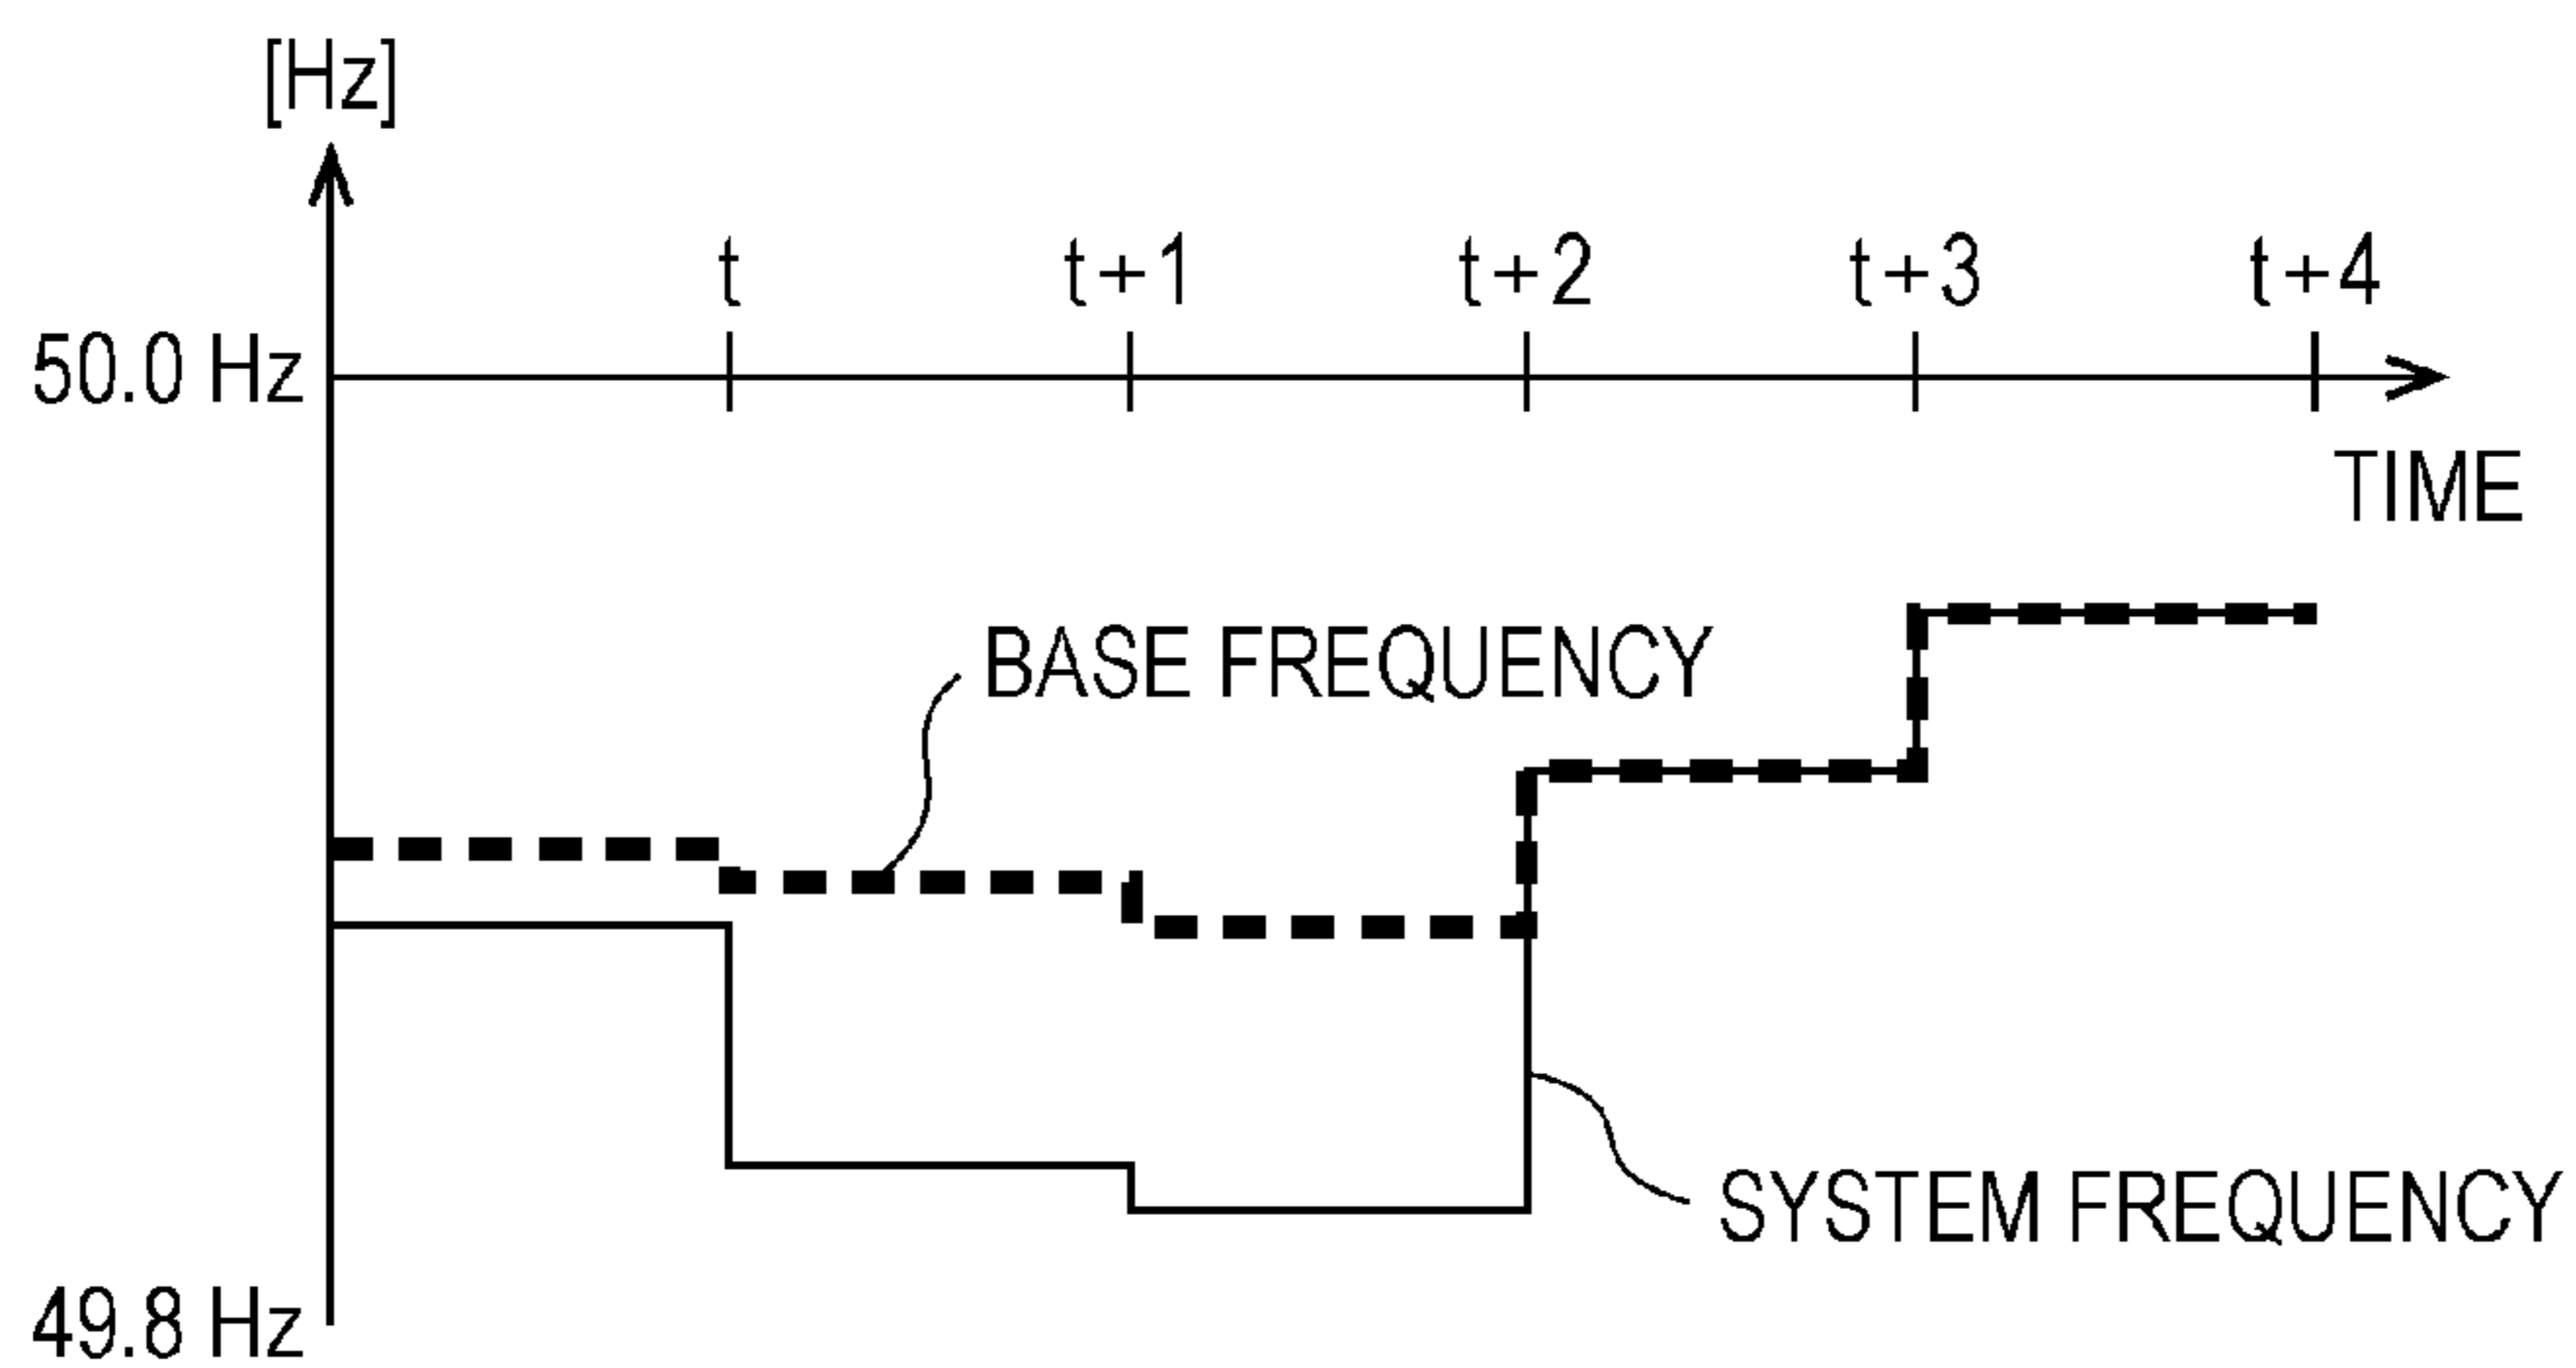 [Hz]
t t+1 t+2 t+3 t+4
50.0 Hz
TIME
BASE FREQUENCY
SYSTEM FREQUENCY
49.8 Hz